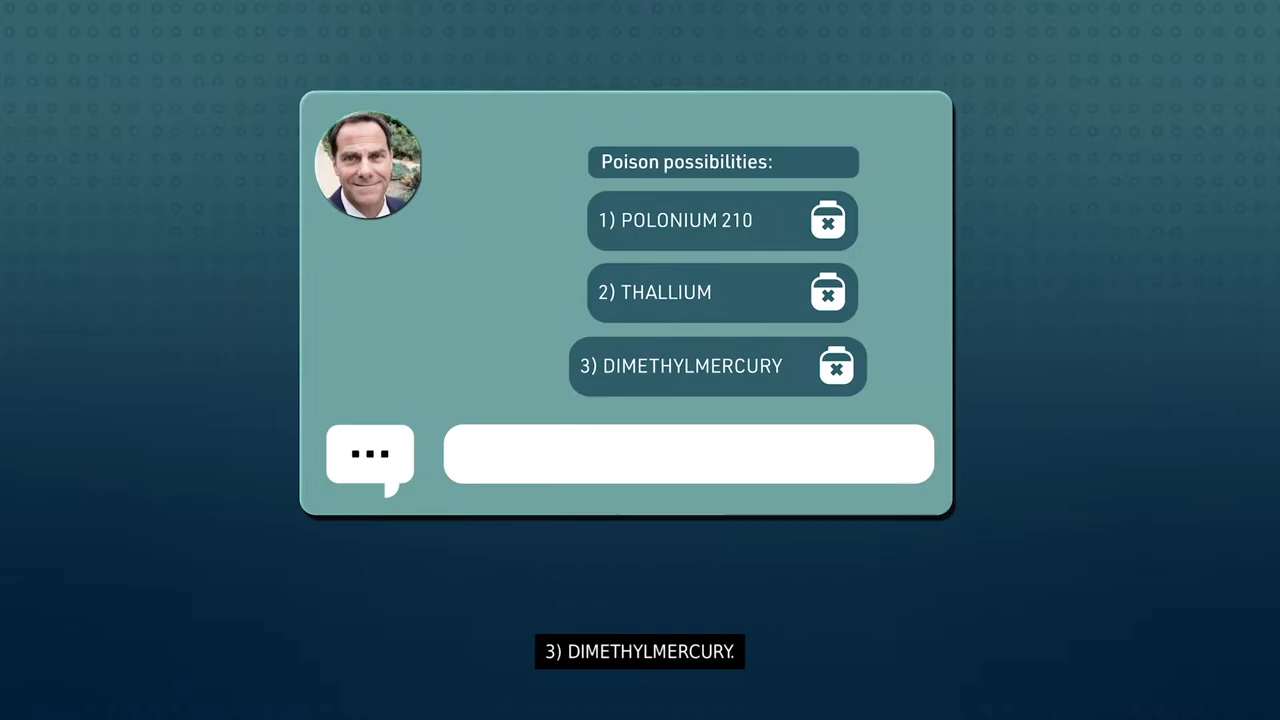 Poison possibilities:
1) POLONIUM 210
2) THALLIUM
3) DIMETHYLMERCURY
3) DIMETHYLMERCURY.